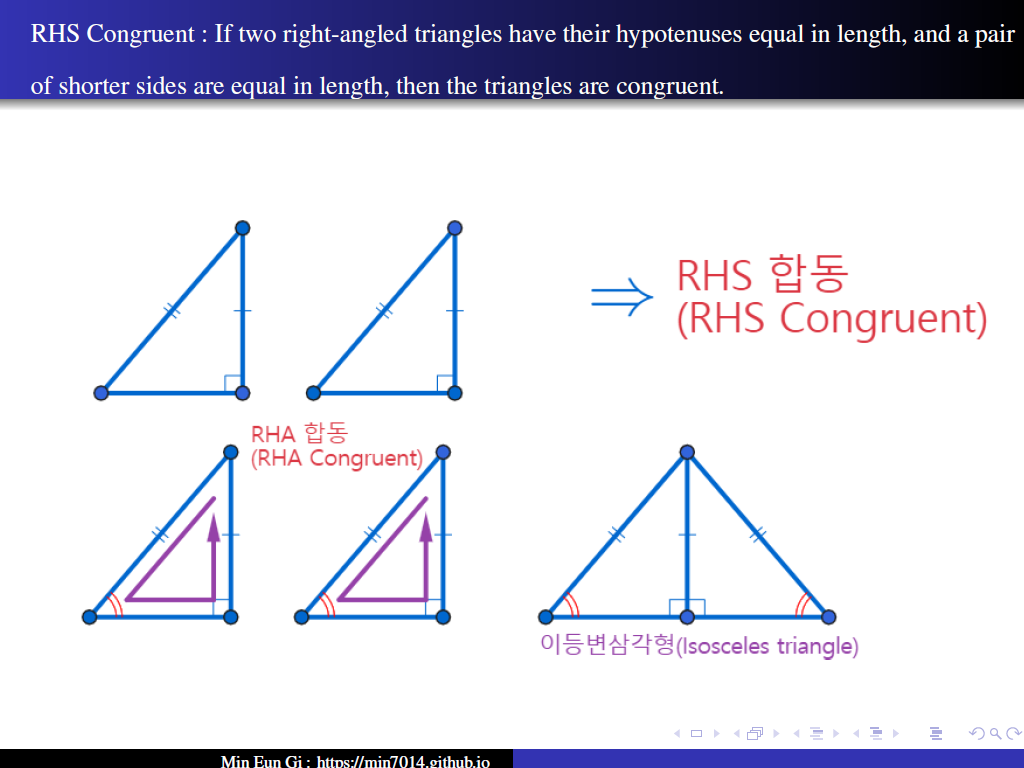 RHS Congruent : If two right-angled triangles have their hypotenuses equal in length, and a pair
of shorter sides are equal in length, then the triangles are congruent.
RHS 합동
(RHS Congruent)
RHA 합동
(RHA Congruent)
이등변삼각형(Isosceles triangle)
Min Eun Gi : https://min7014.github.io